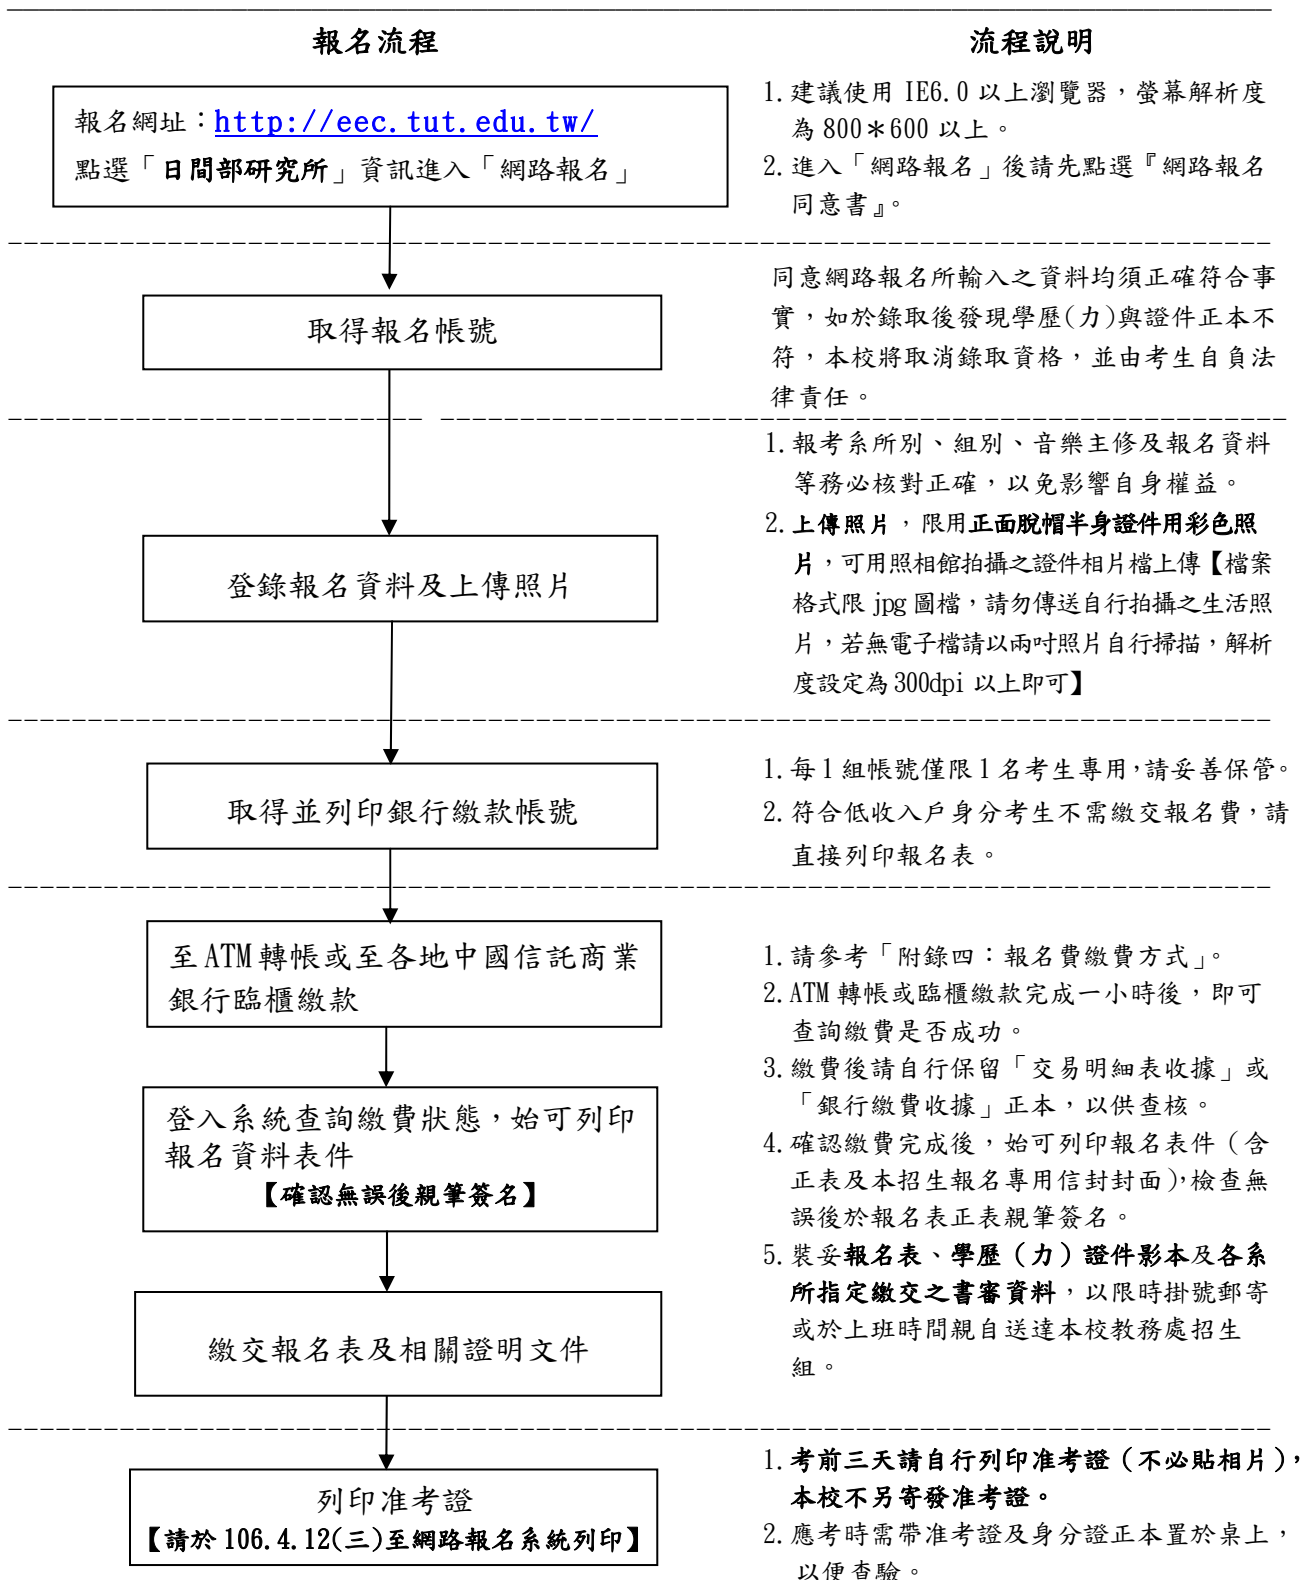 報名流程
流程說明
報名網址：http://eec.tut.edu.tw/
點選「日間部研究所」資訊進入「網路報名」
1.建議使用 IE6.0 以上瀏覽器，螢幕解析度
為 800＊600 以上。
2.進入「網路報名」後請先點選『網路報名
同意書』。
取得報名帳號
同意網路報名所輸入之資料均須正確符合事
實，如於錄取後發現學歷(力)與證件正本不
符，本校將取消錄取資格，並由考生自負法
律責任。
登錄報名資料及上傳照片
1.報考系所別、組別、音樂主修及報名資料
等務必核對正確，以免影響自身權益。
2.上傳照片，限用正面脫帽半身證件用彩色照
片，可用照相館拍攝之證件相片檔上傳【檔案
格式限 jpg 圖檔，請勿傳送自行拍攝之生活照
片，若無電子檔請以兩吋照片自行掃描，解析
度設定為 300dpi 以上即可】
取得並列印銀行繳款帳號
1.每 1 組帳號僅限 1 名考生專用，請妥善保管。
2.符合低收入戶身分考生不需繳交報名費，請
直接列印報名表。
至 ATM 轉帳或至各地中國信託商業
銀行臨櫃繳款
登入系統查詢繳費狀態，始可列印
報名資料表件
【確認無誤後親筆簽名】
繳交報名表及相關證明文件
1.請參考「附錄四：報名費繳費方式」。
2.ATM 轉帳或臨櫃繳款完成一小時後，即可
查詢繳費是否成功。
3.繳費後請自行保留「交易明細表收據」或
「銀行繳費收據」正本，以供查核。
4.確認繳費完成後，始可列印報名表件（含
正表及本招生報名專用信封封面），檢查無
誤後於報名表正表親筆簽名。
5.裝妥報名表、學歷（力）證件影本及各系
所指定繳交之書審資料，以限時掛號郵寄
或於上班時間親自送達本校教務處招生
組。
列印准考證
【請於 106.4.12(三)至網路報名系統列印】
1.考前三天請自行列印准考證（不必貼相片），
本校不另寄發准考證。
2.應考時需帶准考證及身分證正本置於桌上，
以便查驗。